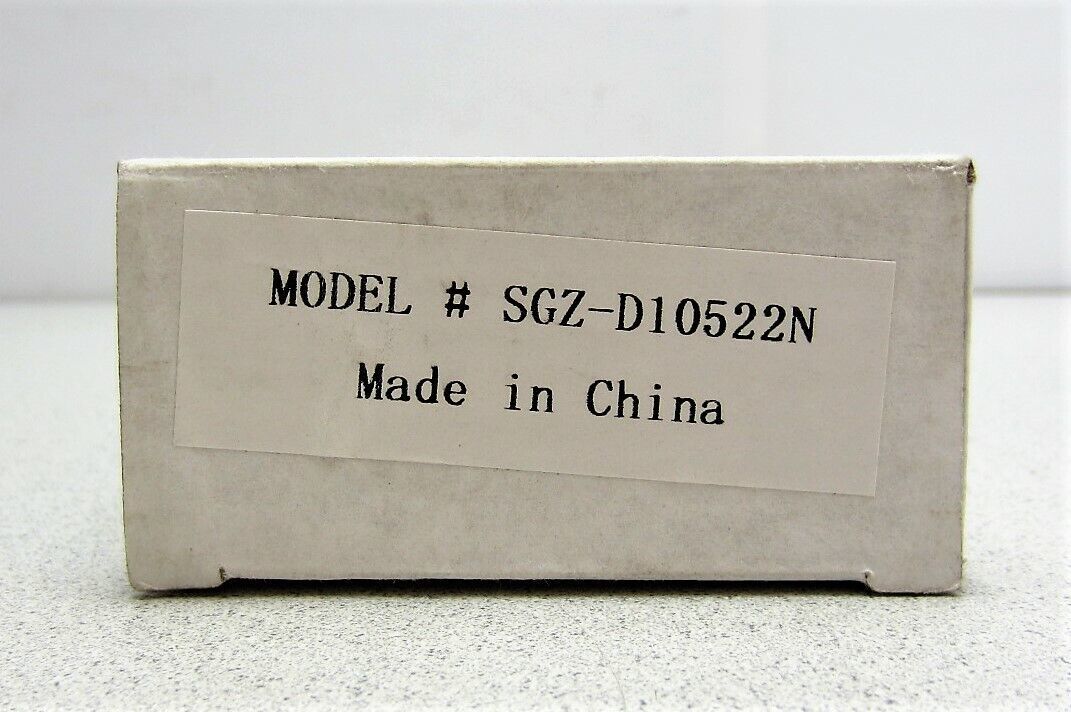 MODEL # SGZ-D10522N
Made in China